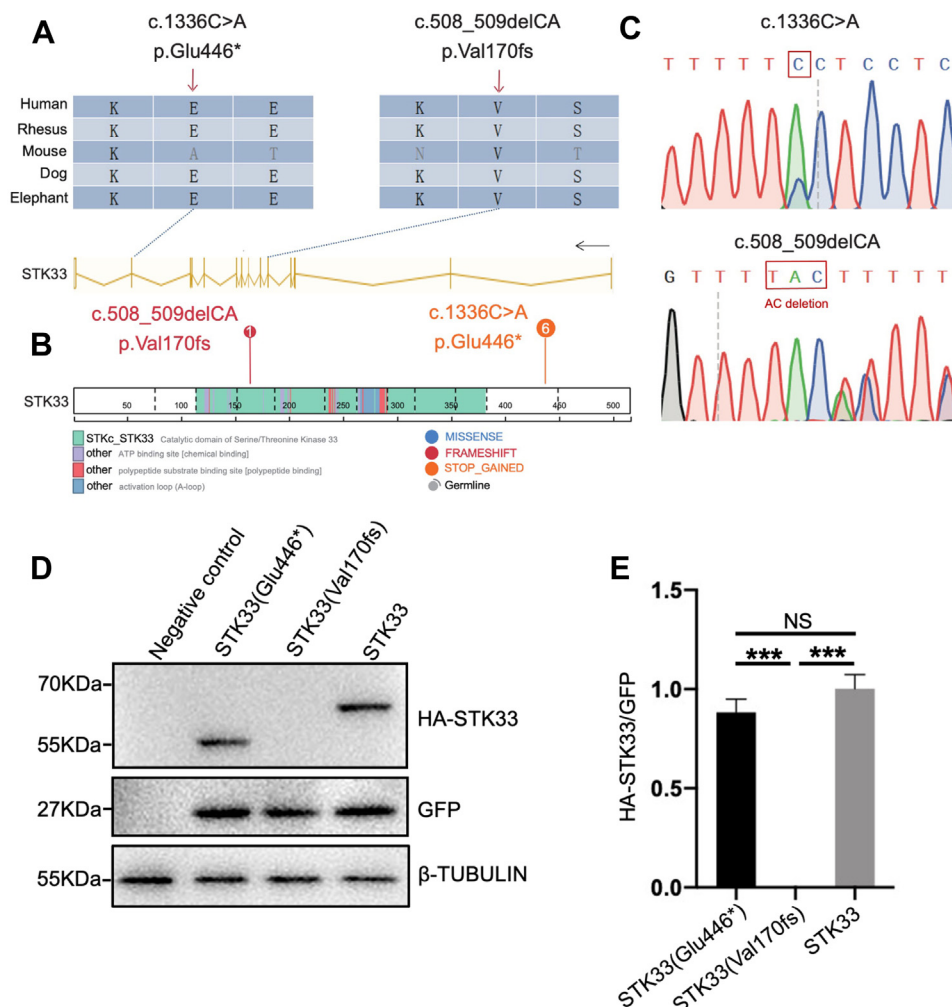 A
c.1336C>A
p.Glu446*
c.508_509delCA
p.Val170fs
Human K E E K V S
Rhesus K E E K V S
Mouse K A T N V T
Dog K E E K V S
Elephant K E E K V S
STK33
B
c.508_509delCA
p.Val170fs
1
c.1336C>A
p.Glu446*
6
STK33
50 100 150 200 250 300 350 400 450 500
STKc_STK33 Catalytic domain of Serine/Threonine Kinase 33
other ATP binding site [chemical binding]
other polypeptide substrate binding site [polypeptide binding]
other activation loop (A-loop)
MISSENSE
FRAMESHIFT
STOP_GAINED
Germline
C
c.1336C>A
T T T T T C C T C C T C
c.508_509delCA
G T T T T A C T T T T T
AC deletion
D
Negative control
STK33(Glu446*)
STK33(Val170fs)
STK33
70KDa
55KDa
HA-STK33
27KDa
GFP
55KDa
β-TUBULIN
E
HA-STK33/GFP
1.5
1.0
0.5
0.0
NS
*** ***
STK33(Glu446*)
STK33(Val170fs)
STK33